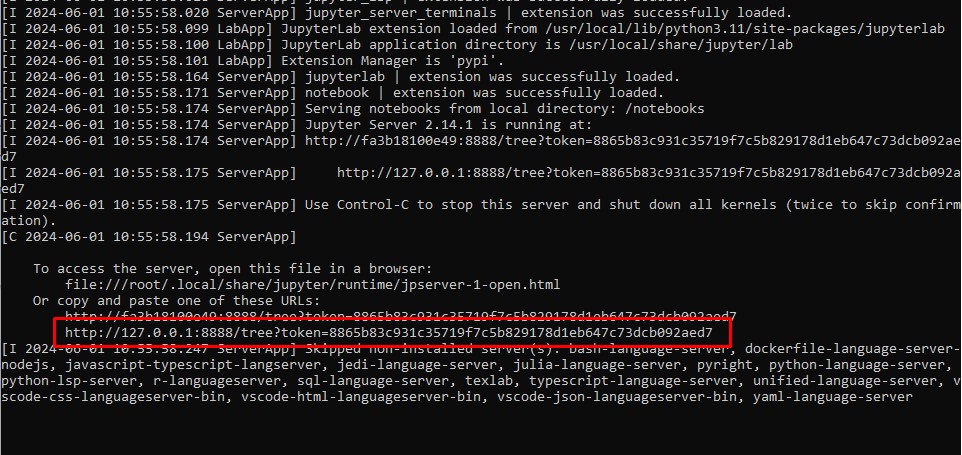 [I 2024-06-01 10:55:58.020 ServerApp] jupyter_server_terminals | extension was successfully loaded.
[I 2024-06-01 10:55:58.099 LabApp] JupyterLab extension loaded from /usr/local/lib/python3.11/site-packages/jupyterlab
[I 2024-06-01 10:55:58.100 LabApp] JupyterLab application directory is /usr/local/share/jupyter/lab
[I 2024-06-01 10:55:58.101 LabApp] Extension Manager is 'pypi'.
[I 2024-06-01 10:55:58.164 ServerApp] jupyterlab | extension was successfully loaded.
[I 2024-06-01 10:55:58.171 ServerApp] notebook | extension was successfully loaded.
[I 2024-06-01 10:55:58.174 ServerApp] Serving notebooks from local directory: /notebooks
[I 2024-06-01 10:55:58.174 ServerApp] Jupyter Server 2.14.1 is running at:
[I 2024-06-01 10:55:58.174 ServerApp] http://fa3b18100e49:8888/tree?token=8865b83c931c35719f7c5b829178d1eb647c73dcb092ae
d7
[I 2024-06-01 10:55:58.175 ServerApp]     http://127.0.0.1:8888/tree?token=8865b83c931c35719f7c5b829178d1eb647c73dcb092a
ed7
[I 2024-06-01 10:55:58.175 ServerApp] Use Control-C to stop this server and shut down all kernels (twice to skip confirm
ation).
[C 2024-06-01 10:55:58.194 ServerApp]
To access the server, open this file in a browser:
file:///root/.local/share/jupyter/runtime/jpserver-1-open.html
Or copy and paste one of these URLs:
http://fa3b18100e49:8888/tree?token=8865b83c931c35719f7c5b829178d1eb647c73dcb092aed7
http://127.0.0.1:8888/tree?token=8865b83c931c35719f7c5b829178d1eb647c73dcb092aed7
[I 2024-06-01 10:55:58.247 ServerApp] Skipped non-installed server(s): bash-language-server, dockerfile-language-server-
nodejs, javascript-typescript-langserver, jedi-language-server, julia-language-server, pyright, python-language-server,
python-lsp-server, r-languageserver, sql-language-server, texlab, typescript-language-server, unified-language-server, v
scode-css-languageserver-bin, vscode-html-languageserver-bin, vscode-json-languageserver-bin, yaml-language-server